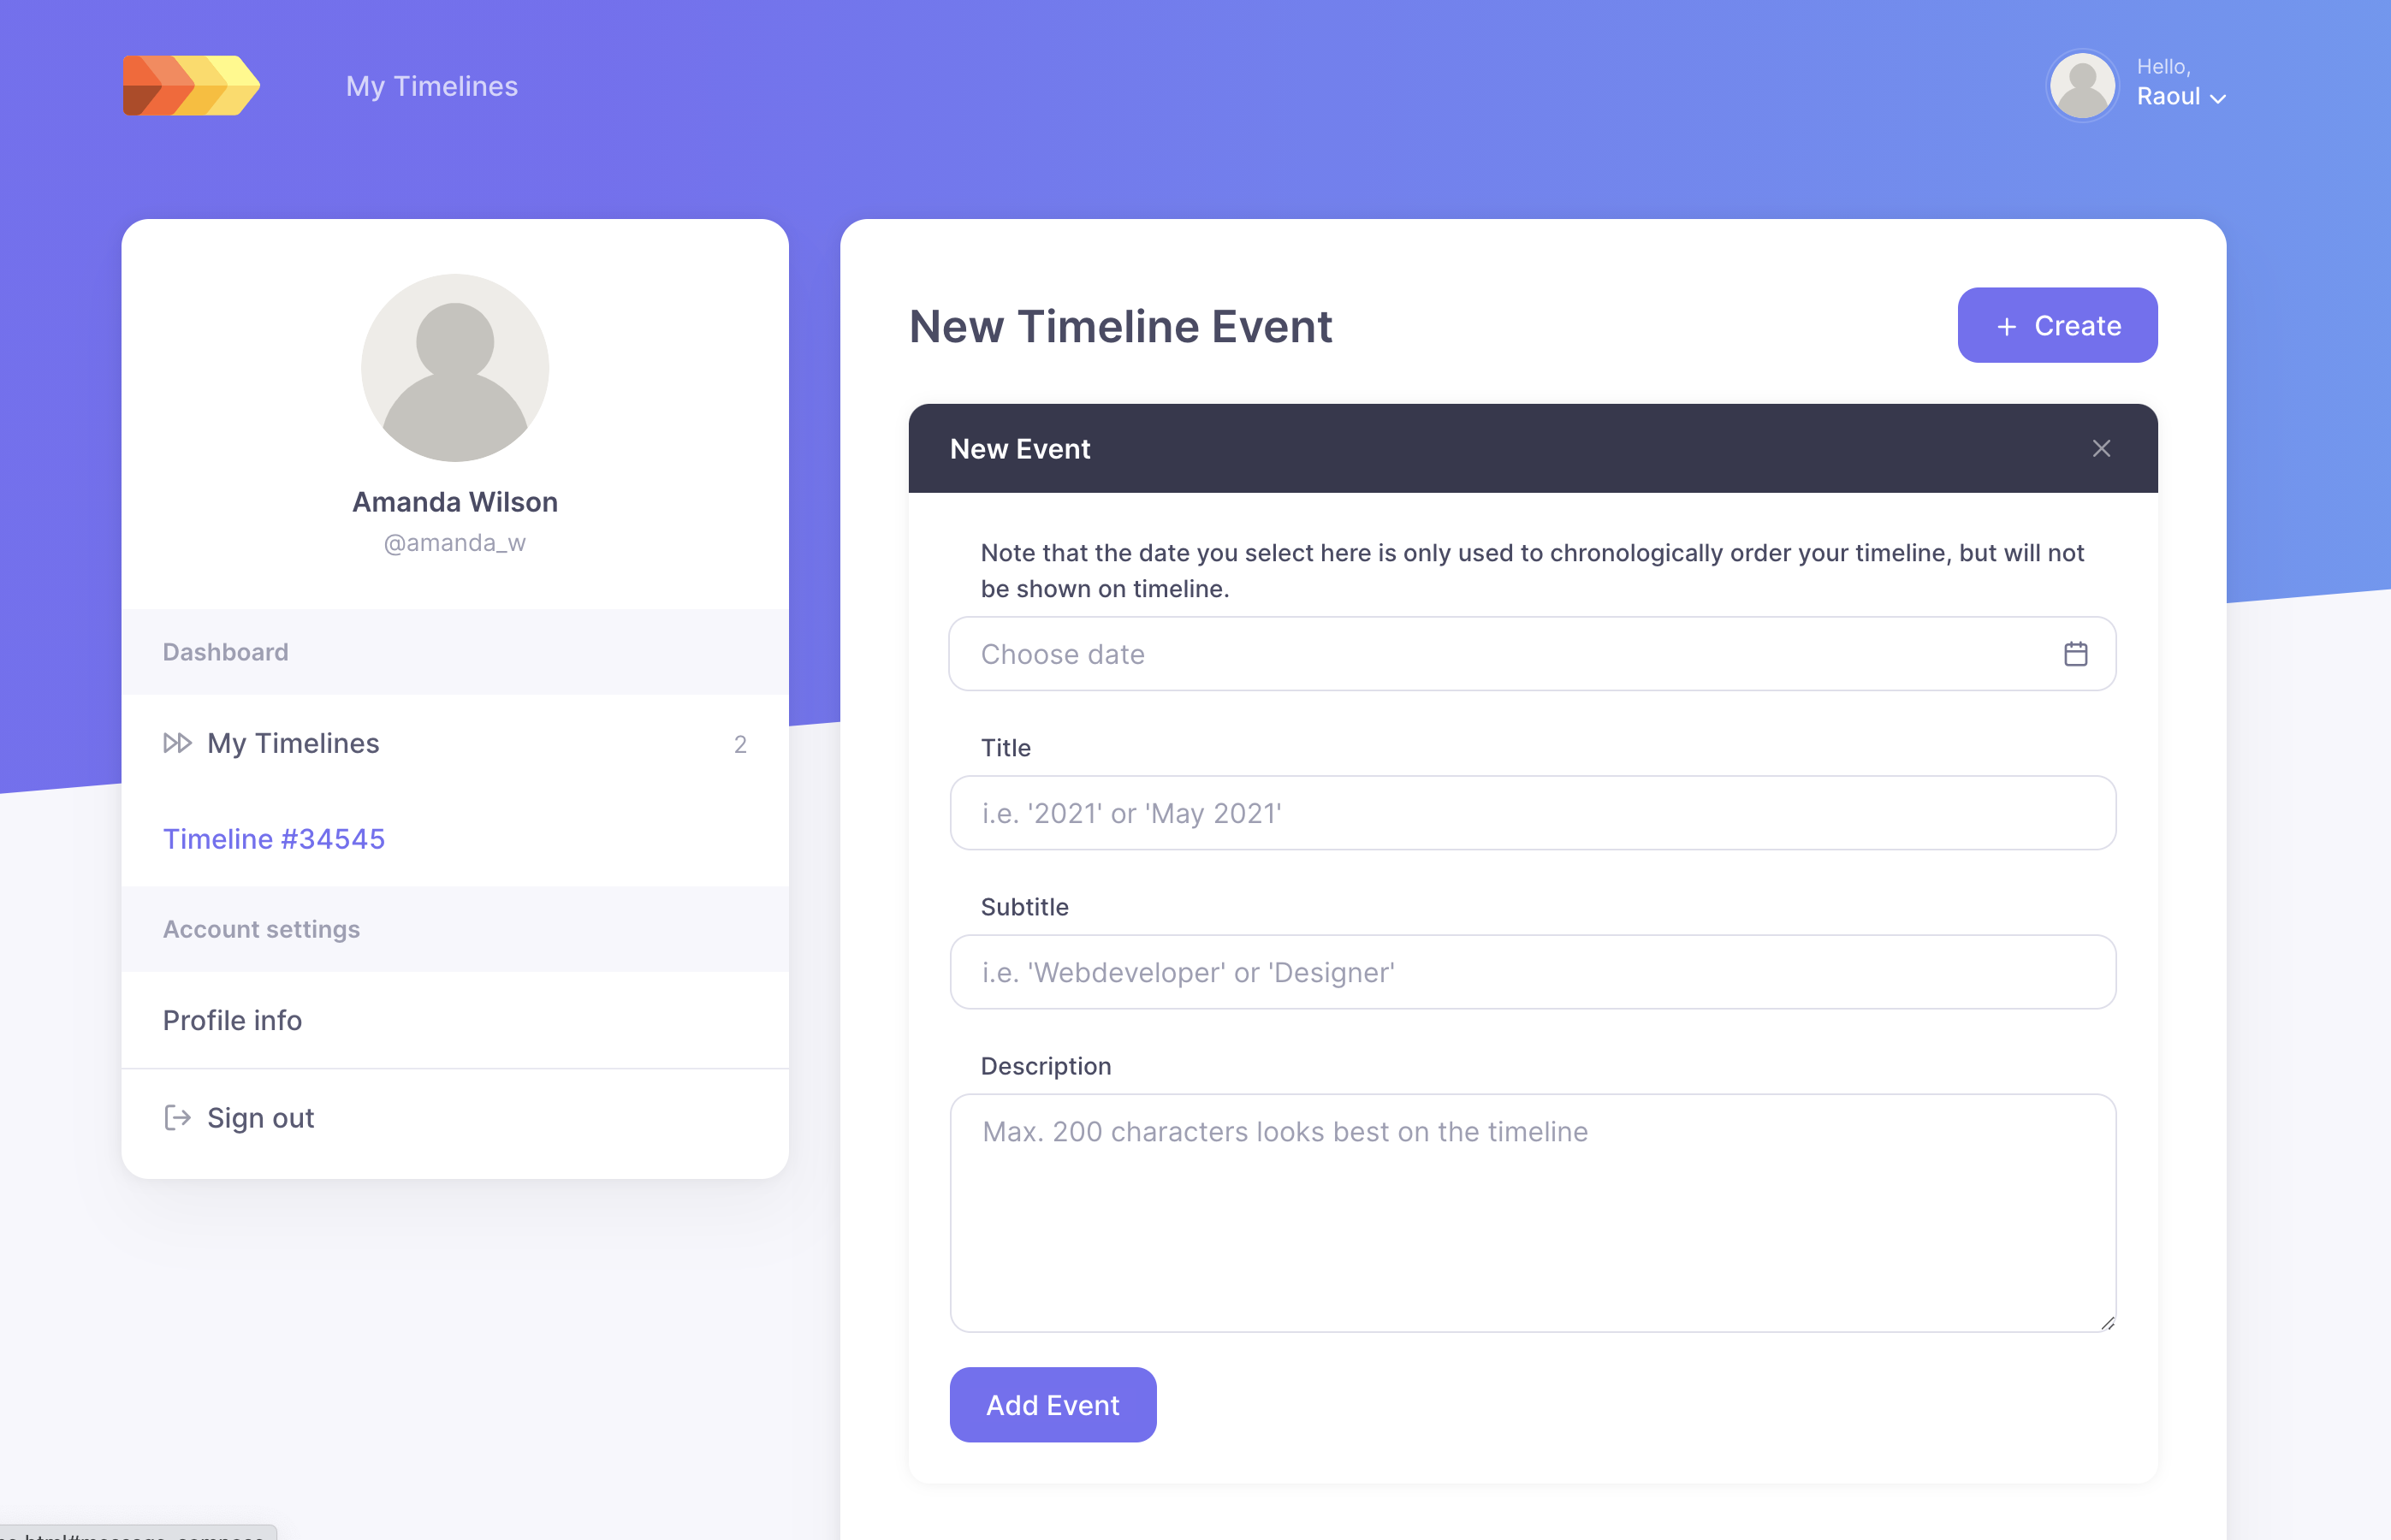 My Timelines
Hello,
Raoul
Amanda Wilson
@amanda_w
Dashboard
My Timelines 2
Timeline #34545
Account settings
Profile info
Sign out
New Timeline Event
Create
New Event
Note that the date you select here is only used to chronologically order your timeline, but will not
be shown on timeline.
Choose date
Title
i.e. '2021' or 'May 2021'
Subtitle
i.e. 'Webdeveloper' or 'Designer'
Description
Max. 200 characters looks best on the timeline
Add Event